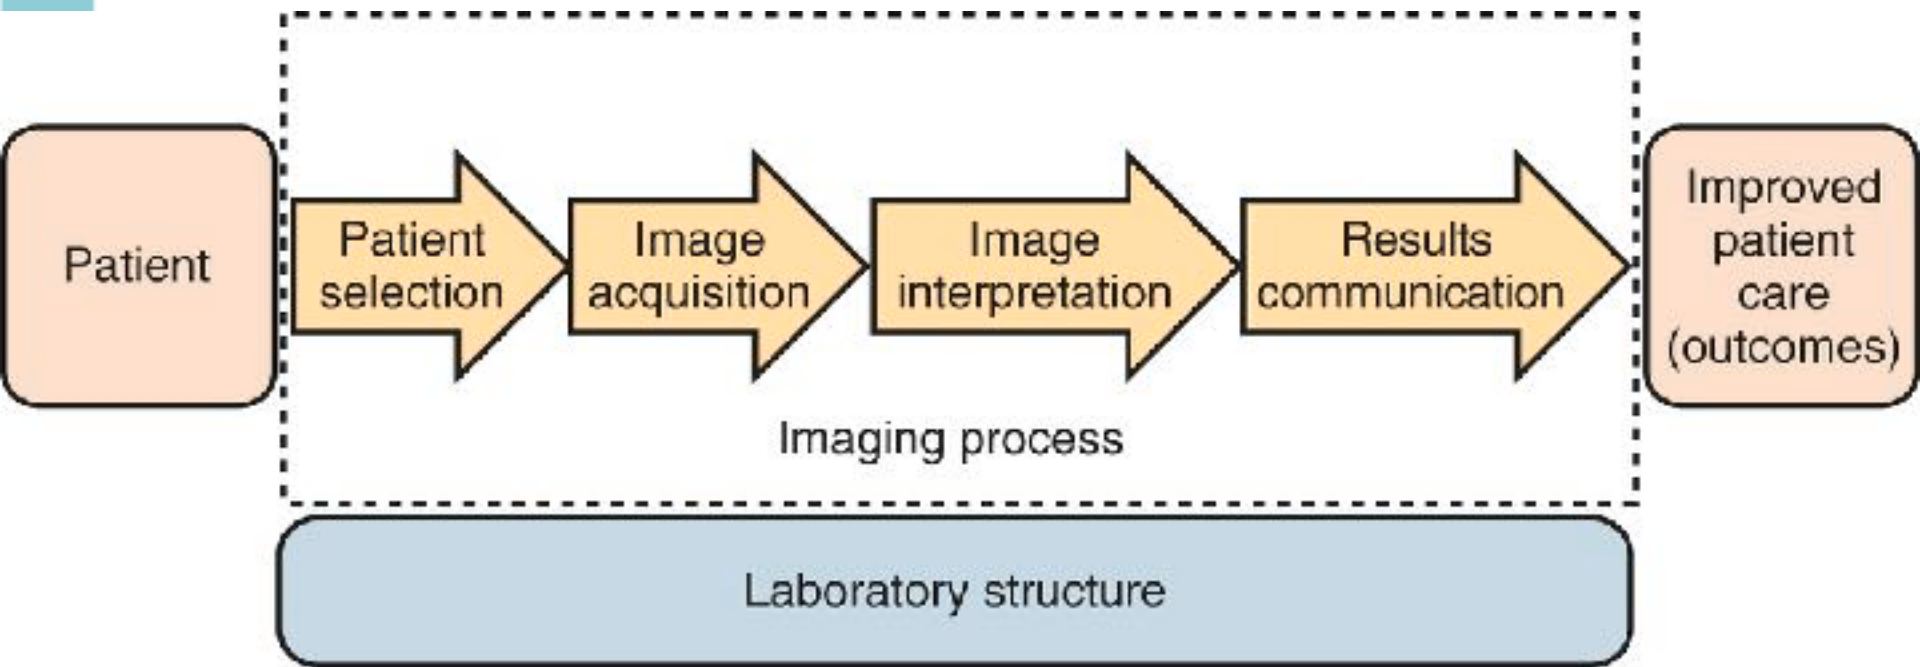 Patient
Patient
selection
Image
acquisition
Image
interpretation
Results
communication
Improved
patient
care
(outcomes)
Imaging process
Laboratory structure